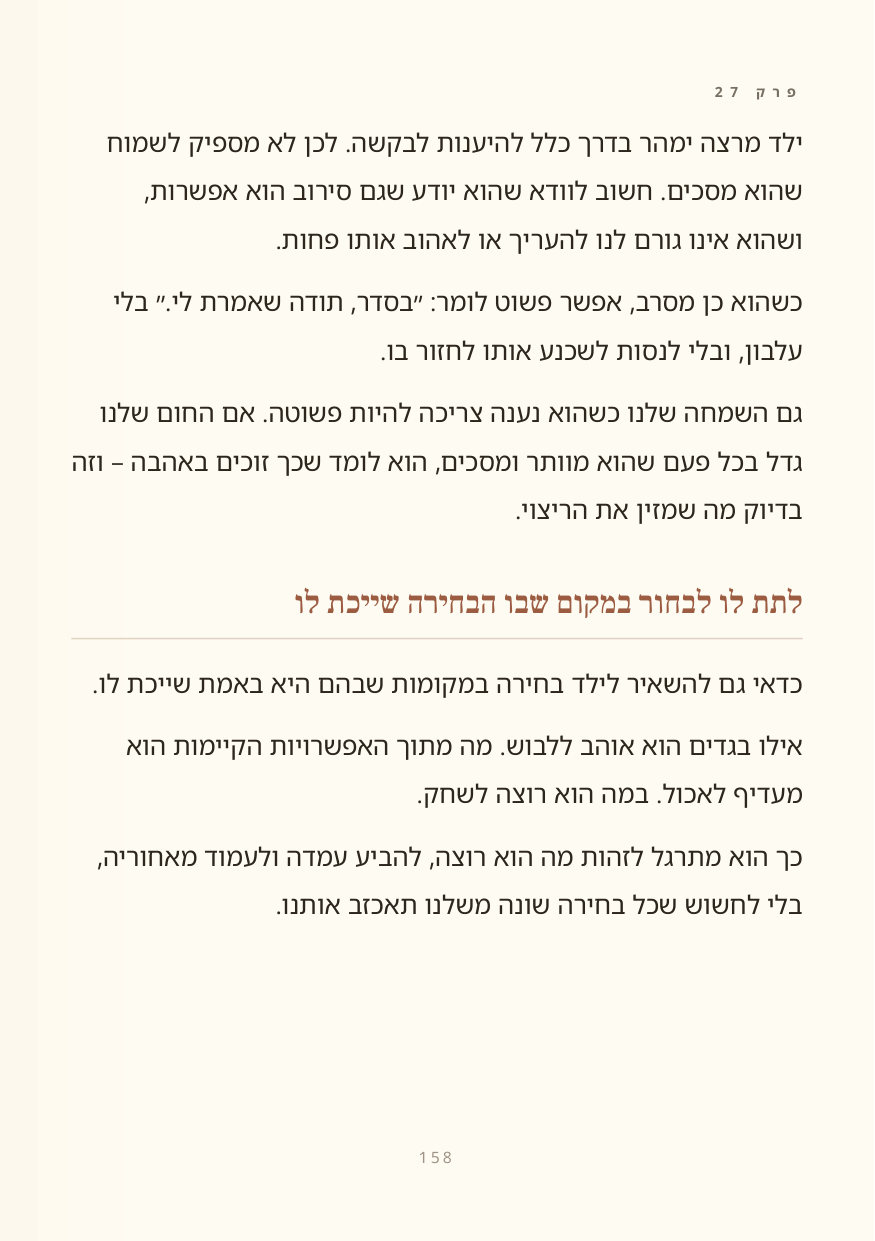 פרק 27
ילד מרצה ימהר בדרך כלל להיענות לבקשה. לכן לא מספיק לשמוח
שהוא מסכים. חשוב לוודא שהוא יודע שגם סירוב הוא אפשרות,
ושהוא אינו גורם לנו להעריך או לאהוב אותו פחות.
כשהוא כן מסרב, אפשר פשוט לומר: ״בסדר, תודה שאמרת לי.״ בלי
עלבון, ובלי לנסות לשכנע אותו לחזור בו.
גם השמחה שלנו כשהוא נענה צריכה להיות פשוטה. אם החום שלנו
גדל בכל פעם שהוא מוותר ומסכים, הוא לומד שכך זוכים באהבה – וזה
בדיוק מה שמזין את הריצוי.
לתת לו לבחור במקום שבו הבחירה שייכת לו
כדאי גם להשאיר לילד בחירה במקומות שבהם היא באמת שייכת לו.
אילו בגדים הוא אוהב ללבוש. מה מתוך האפשרויות הקיימות הוא
מעדיף לאכול. במה הוא רוצה לשחק.
כך הוא מתרגל לזהות מה הוא רוצה, להביע עמדה ולעמוד מאחוריה,
בלי לחשוש שכל בחירה שונה משלנו תאכזב אותנו.
158